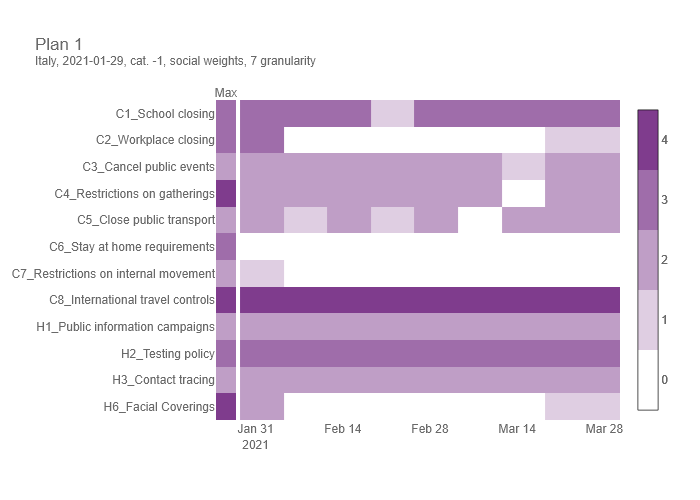 Plan 1
Italy, 2021-01-29, cat. -1, social weights, 7 granularity
Max
C1_School closing
C2_Workplace closing
C3_Cancel public events
C4_Restrictions on gatherings
C5_Close public transport
C6_Stay at home requirements
C7_Restrictions on internal movement
C8_International travel controls
H1_Public information campaigns
H2_Testing policy
H3_Contact tracing
H6_Facial Coverings
Jan 31 Feb 14 Feb 28 Mar 14 Mar 28
2021
4
3
2
1
0